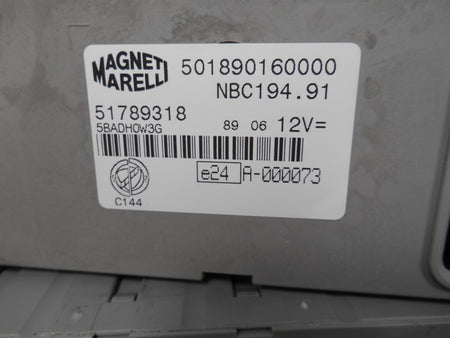 MAGNETI MARELLI 501890160000
NBC194.91
51789318
5BADH0W3G 89 06 12V=
e24 A-000073
C144